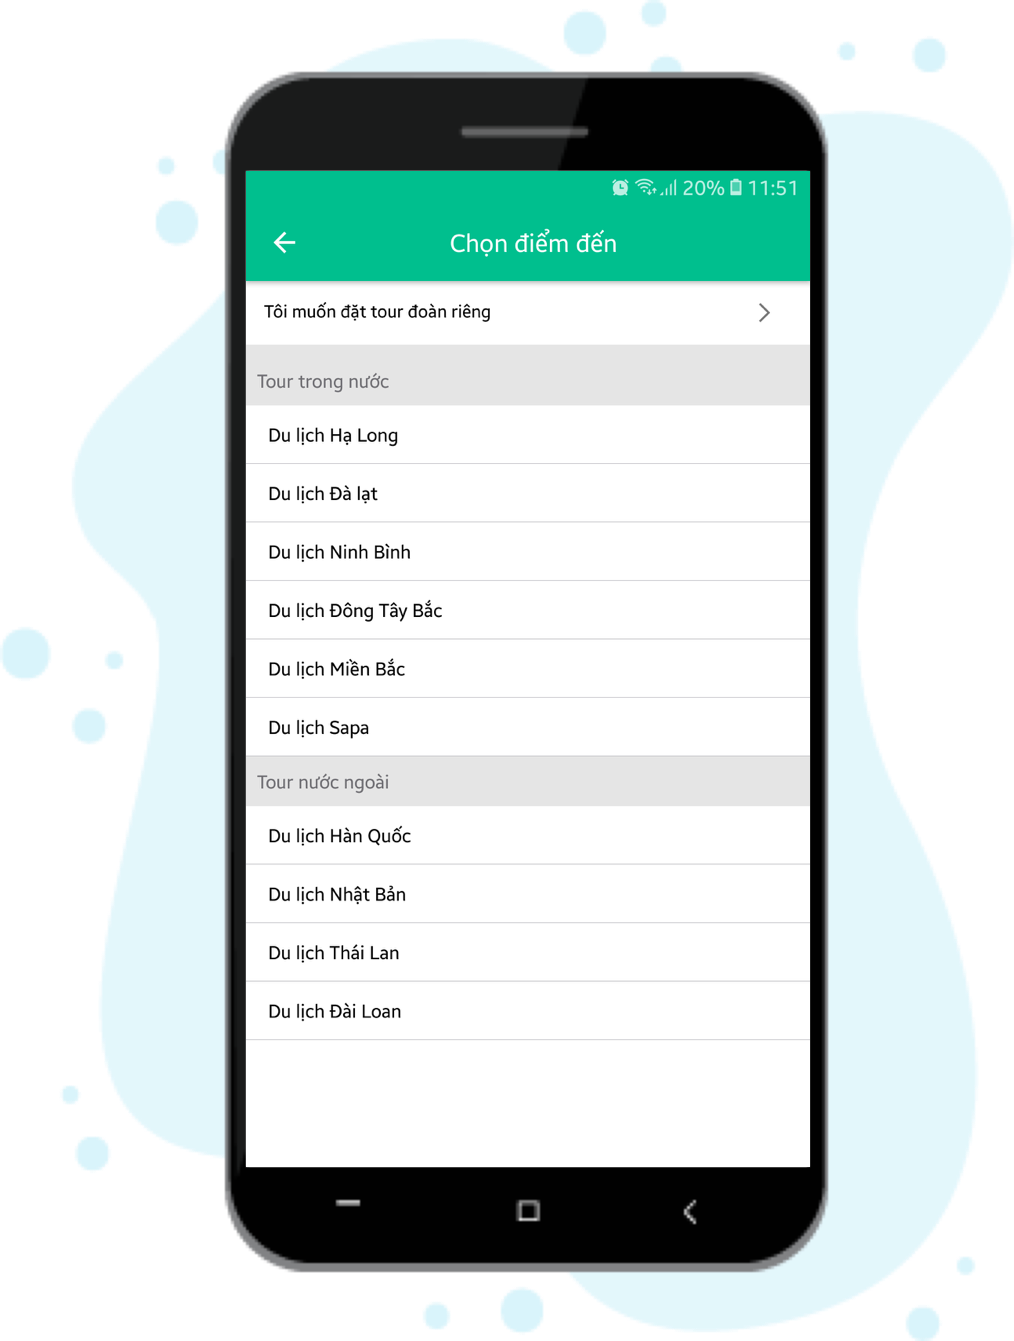 20% 11:51
Chọn điểm đến
Tôi muốn đặt tour đoàn riêng
Tour trong nước
Du lịch Hạ Long
Du lịch Đà lạt
Du lịch Ninh Bình
Du lịch Đông Tây Bắc
Du lịch Miền Bắc
Du lịch Sapa
Tour nước ngoài
Du lịch Hàn Quốc
Du lịch Nhật Bản
Du lịch Thái Lan
Du lịch Đài Loan